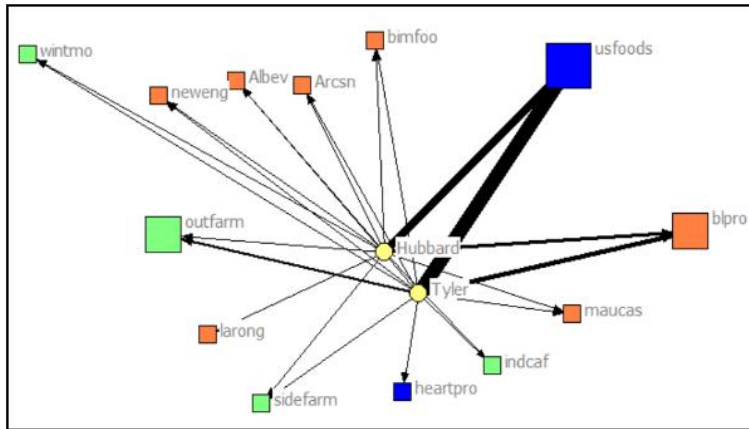 wintmo
bimfoo
usfoods
Albev
Arcsn
neweng
outfarm
blpro
Hubbard
Tyler
maucas
larong
indcaf
heartpro
sidefarm